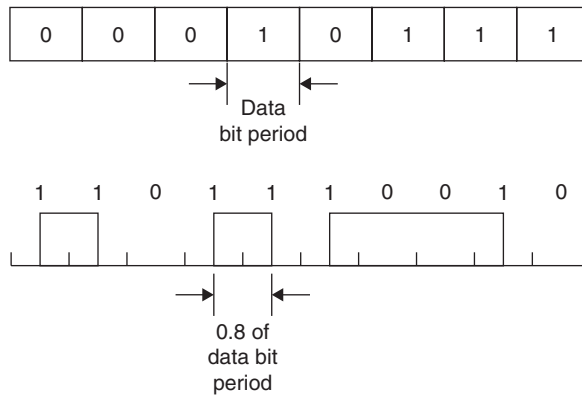 0 0 0 1 0 1 1 1
Data
bit period
1 1 0 1 1 1 0 0 1 0
0.8 of
data bit
period